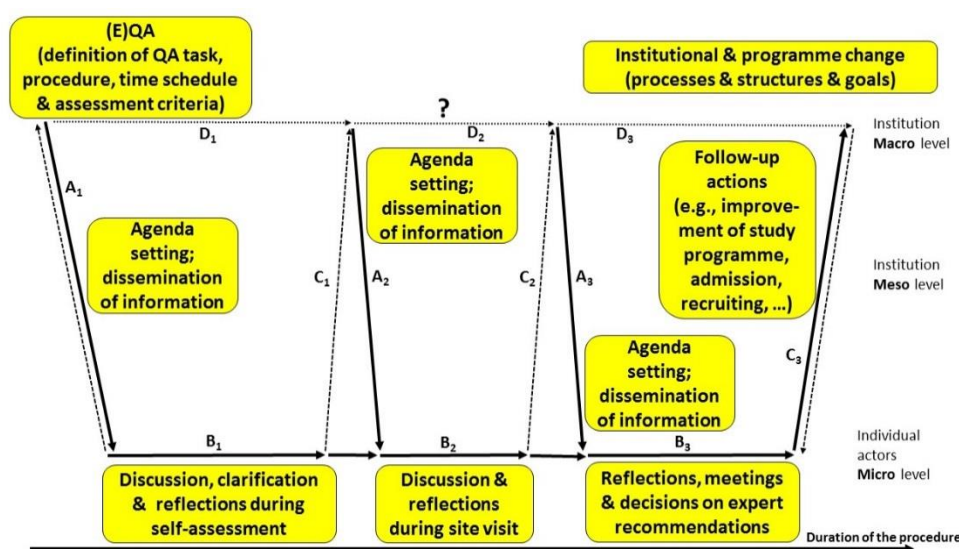 (E)QA
(definition of QA task,
procedure, time schedule
& assessment criteria)
Institutional & programme change
(processes & structures & goals)
?
D1
D2
D3
Institution
Macro level
A1
Agenda
setting;
dissemination
of information
Agenda
setting;
dissemination
of information
Follow-up
actions
(e.g., improve-
ment of study
programme,
admission,
recruiting, ...)
C1
A2
C2
A3
Institution
Meso level
Agenda
setting;
dissemination
of information
C3
B1
B2
B3
Individual
actors
Micro level
Discussion, clarification
& reflections during
self-assessment
Discussion &
reflections
during site visit
Reflections, meetings
& decisions on expert
recommendations
Duration of the procedure